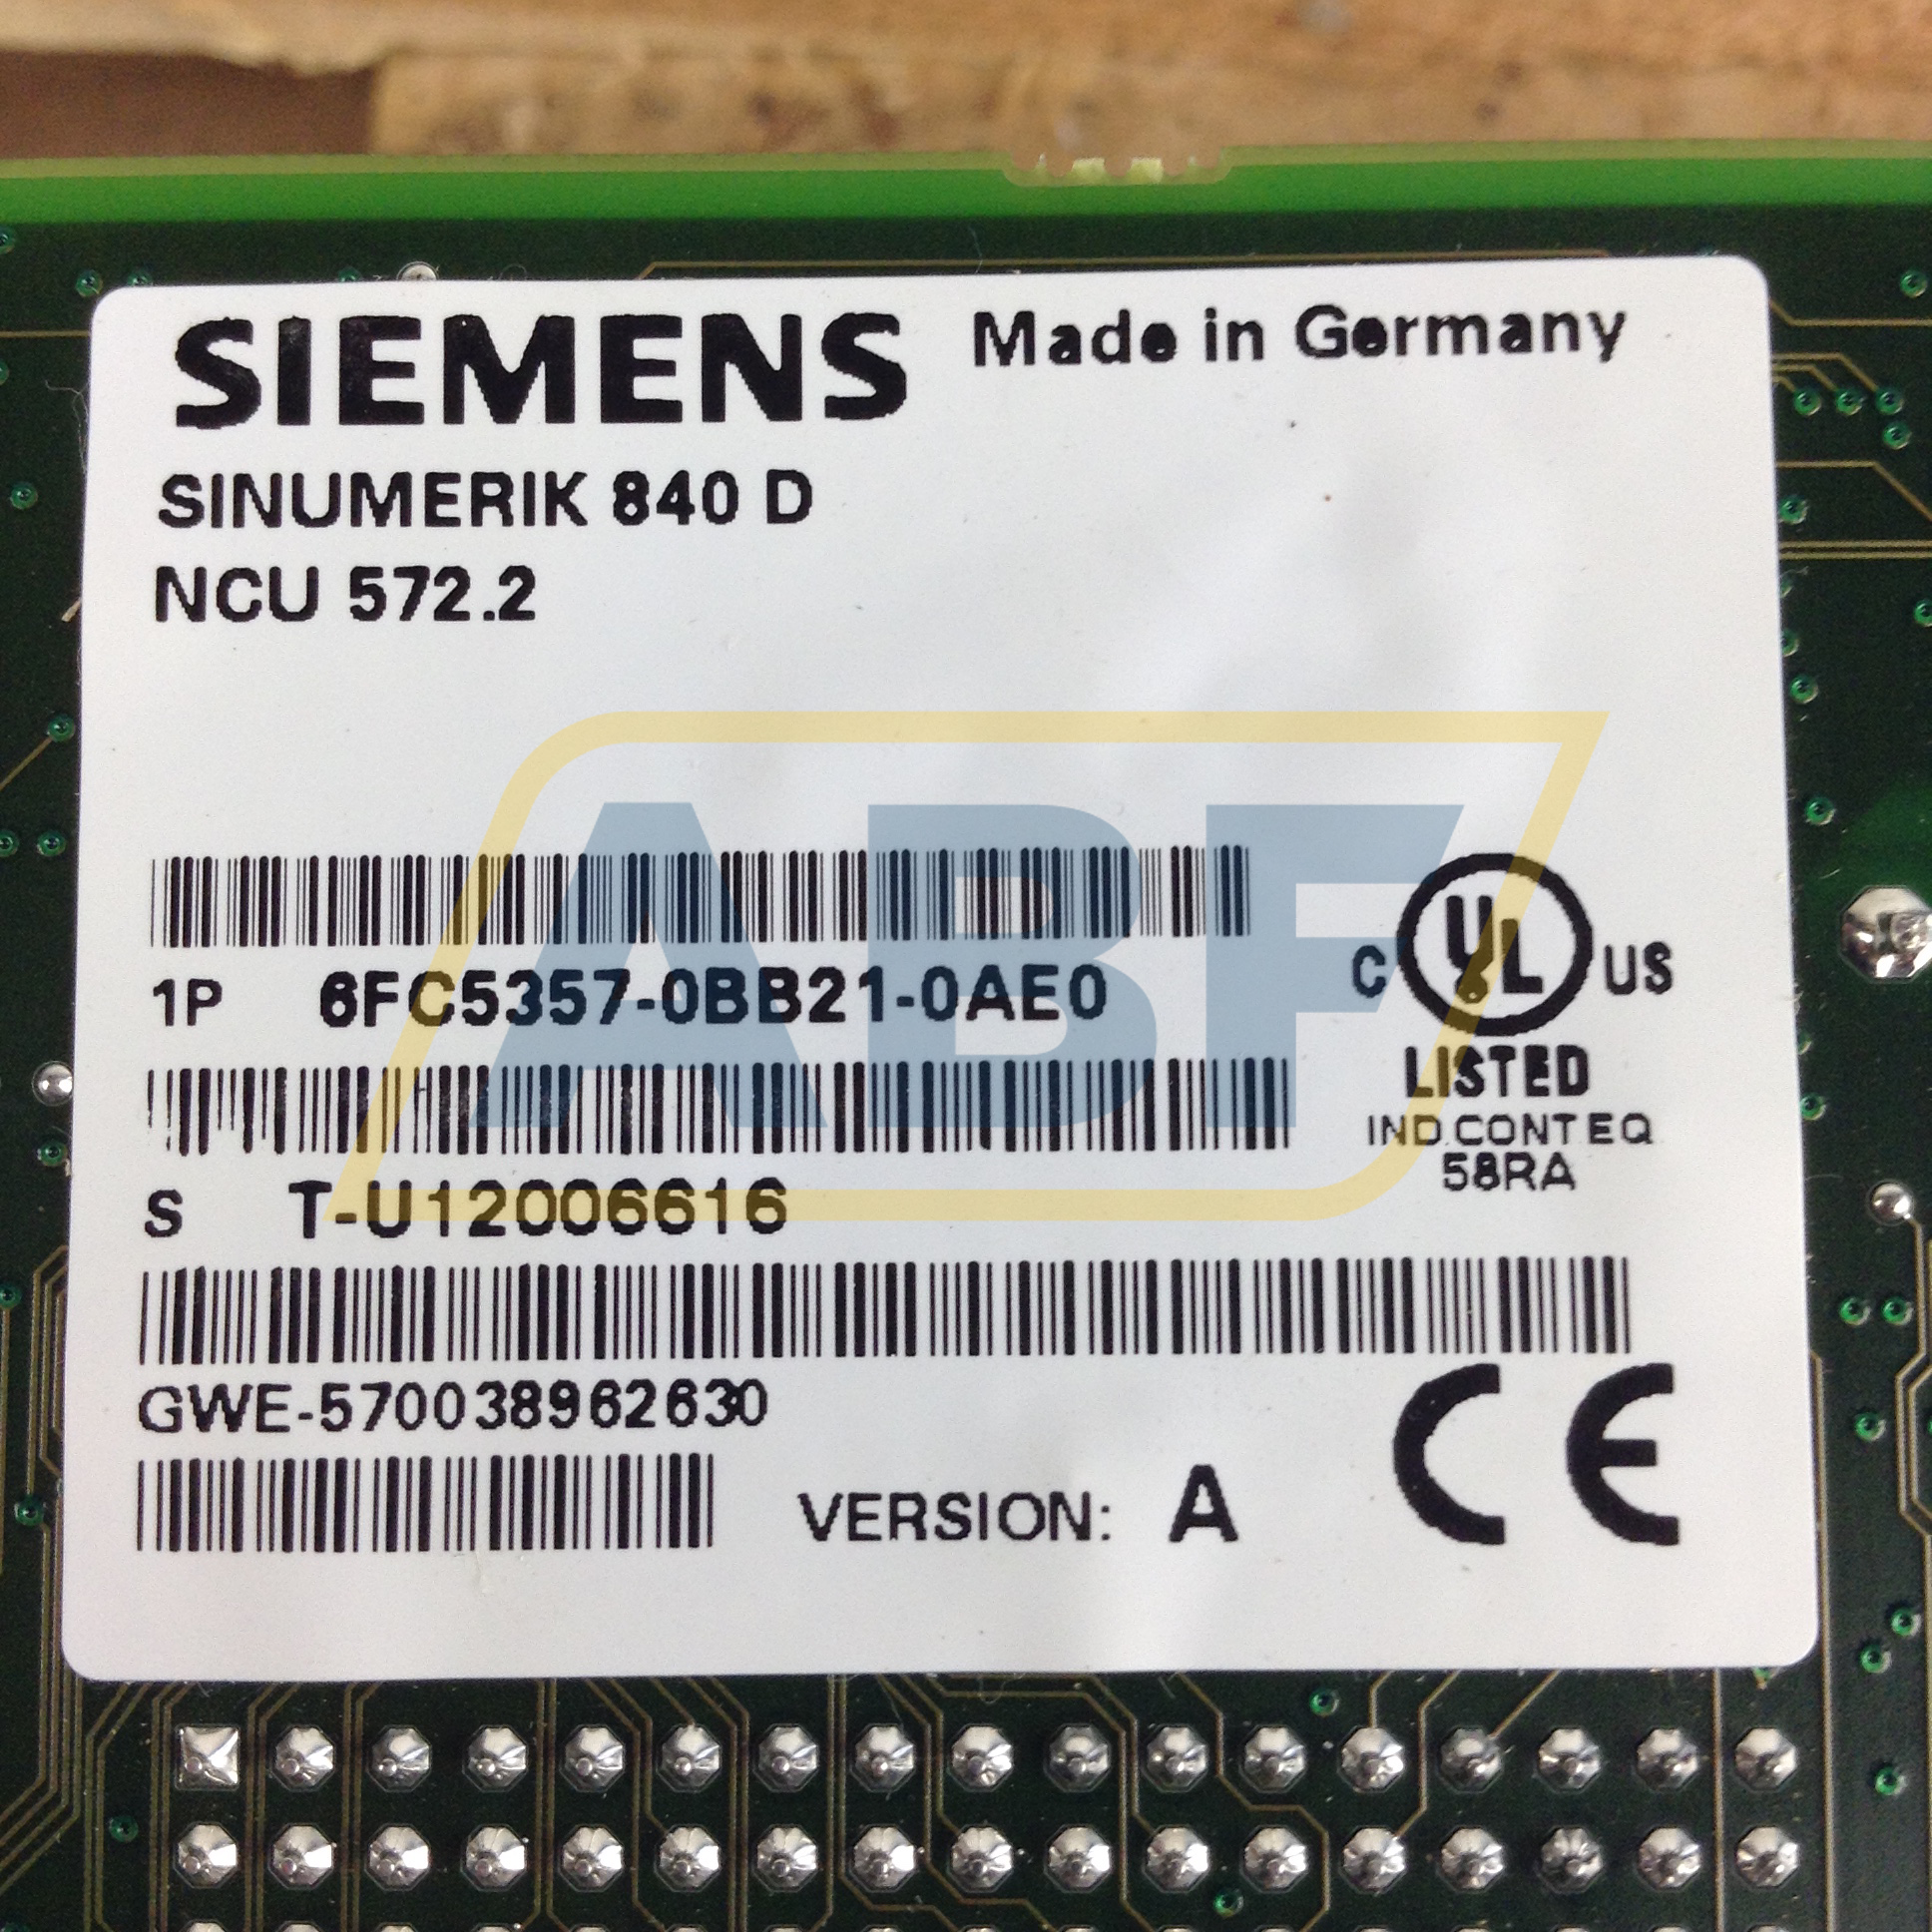 SIEMENS Made in Germany
SINUMERIK 840 D
NCU 572.2
ABF
1P 6FC5357-0BB21-0AE0
C UL US
LISTED
IND.CONT EQ
58RA
S T-U12006616
GWE-570038962630
VERSION: A
CE